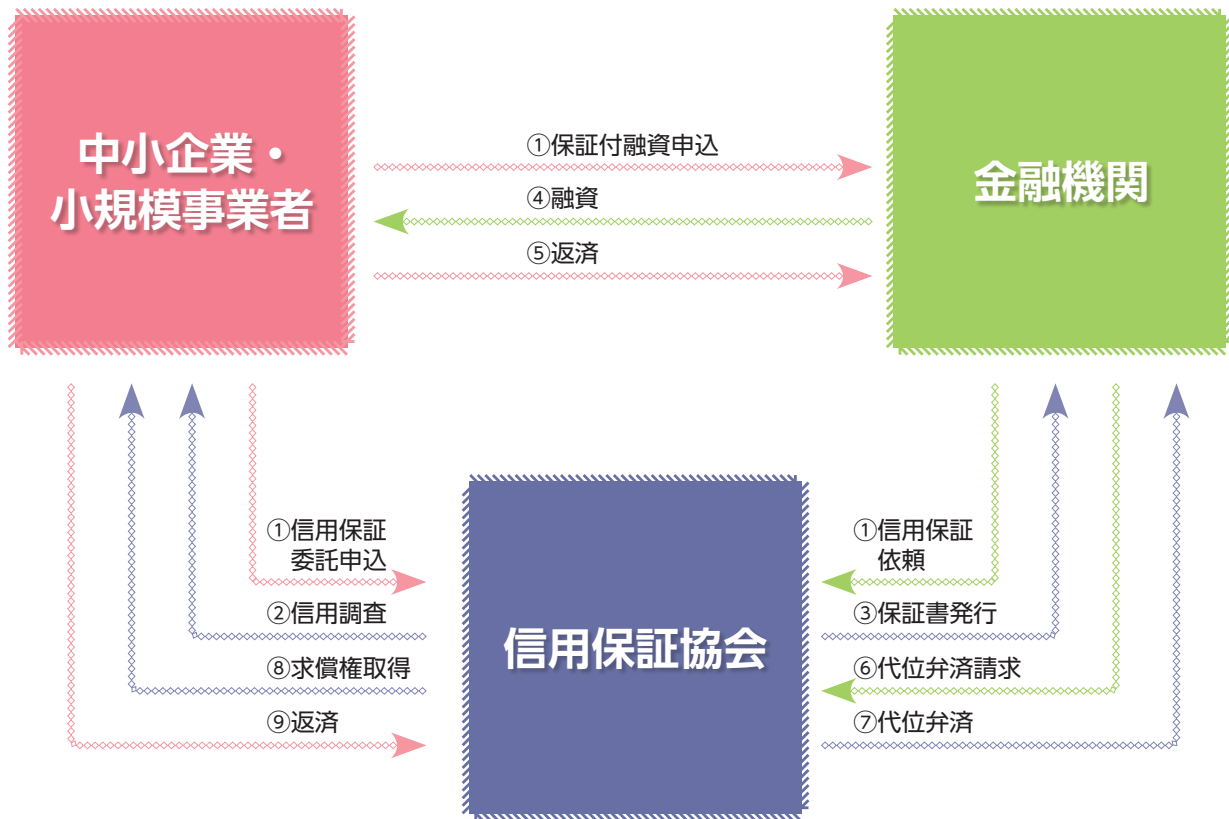 中小企業・
小規模事業者
①保証付融資申込
④融資
⑤返済
金融機関
①信用保証
委託申込
②信用調査
⑧求償権取得
⑨返済
信用保証協会
①信用保証
依頼
③保証書発行
⑥代位弁済請求
⑦代位弁済